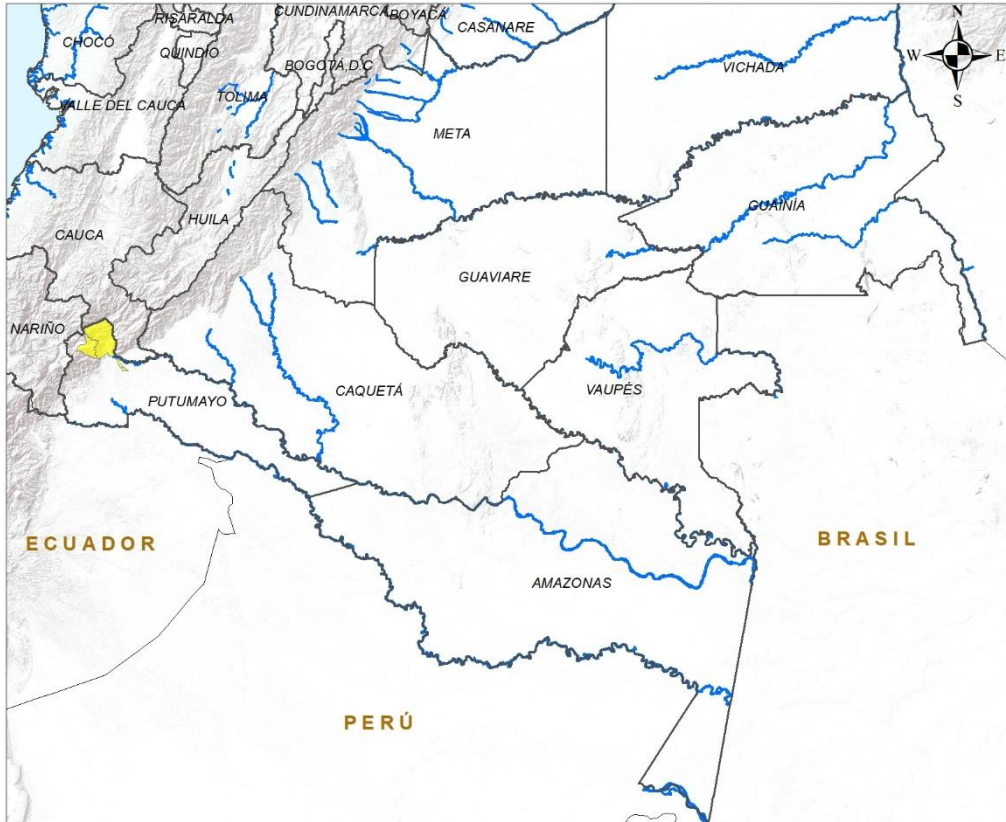 RISARALDA
CUNDINAMARCA
BOYACÁ
CASANARE
N
CHOCÓ
QUINDÍO
BOGOTÁ,D.C
W
E
VICHADA
TOLIMA
VALLE DEL CAUCA
S
META
HUILA
GUAINÍA
CAUCA
GUAVIARE
NARIÑO
CAQUETÁ
VAUPÉS
PUTUMAYO
ECUADOR
BRASIL
AMAZONAS
PERÚ